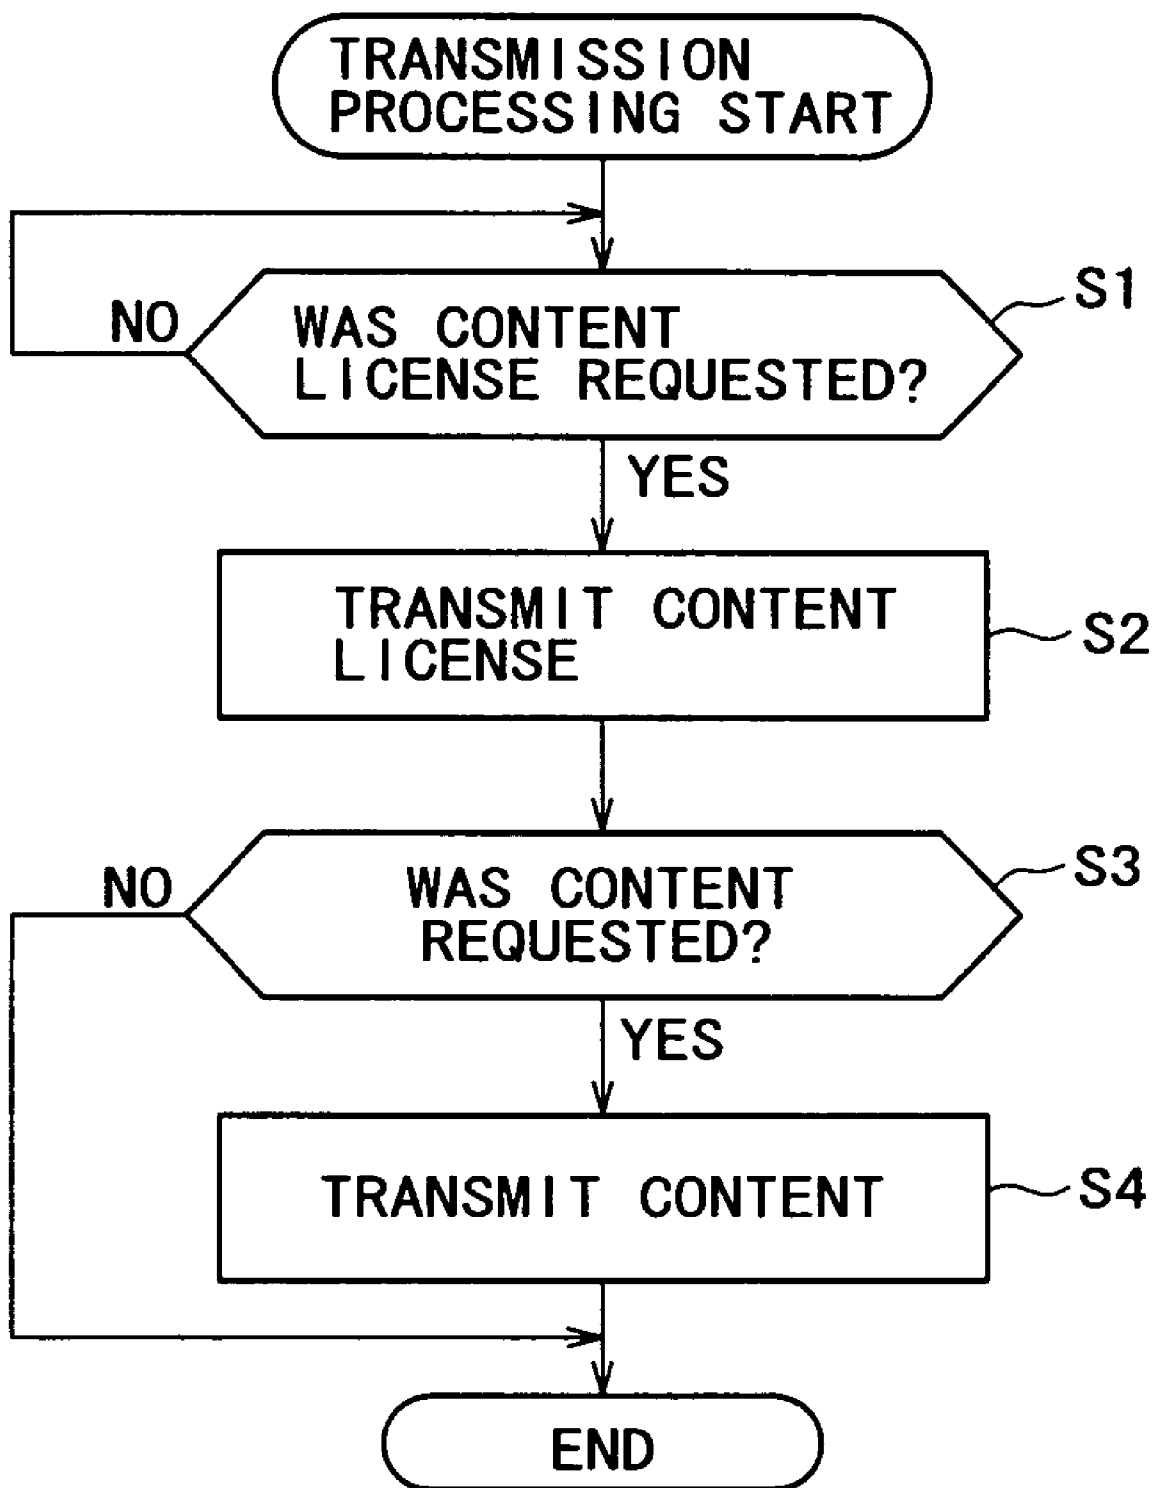 TRANSMISSION
PROCESSING START
NO
WAS CONTENT
LICENSE REQUESTED?
S1
YES
TRANSMIT CONTENT
LICENSE
S2
NO
WAS CONTENT
REQUESTED?
S3
YES
TRANSMIT CONTENT
S4
END